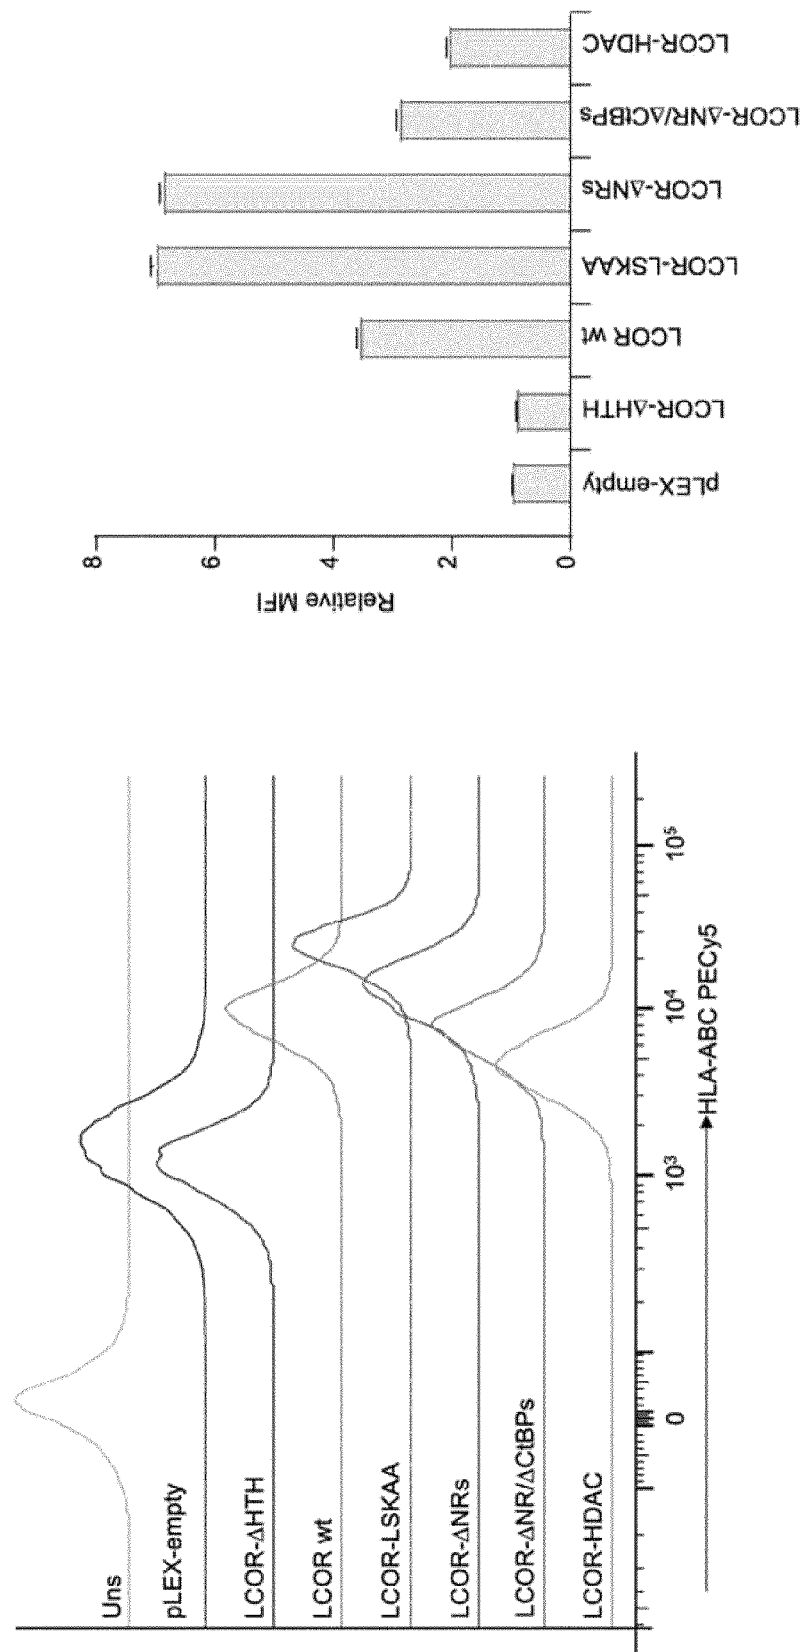 Uns
pLEX-empty
LCOR-ΔHTH
LCOR wt
LCOR-LSKAA
LCOR-ΔNRs
LCOR-ΔNR/ΔCtBPs
LCOR-HDAC
0
10³
10⁴
10⁵
HLA-ABC PECy5
Relative MFI
8
6
4
2
0
pLEX-empty
LCOR-ΔHTH
LCOR wt
LCOR-LSKAA
LCOR-ΔNRs
LCOR-ΔNR/ΔCtBPs
LCOR-HDAC